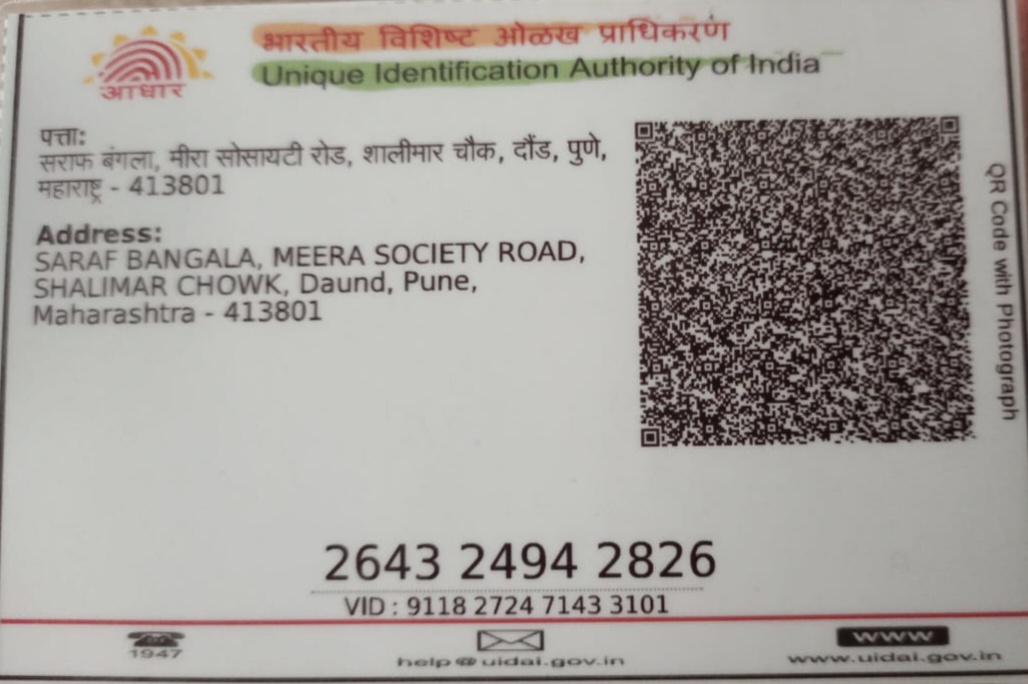 भारतीय विशिष्ट ओळख प्राधिकरण
Unique Identification Authority of India
आधार
पत्ता:
सराफ बंगला, मीरा सोसायटी रोड, शालीमार चौक, दौंड, पुणे,
महाराष्ट्र - 413801
Address:
SARAF BANGALA, MEERA SOCIETY ROAD,
SHALIMAR CHOWK, Daund, Pune,
Maharashtra - 413801
QR Code with Photograph
2643 2494 2826
VID : 9118 2724 7143 3101
1947
help@uidai.gov.in
www
www.uidai.gov.in